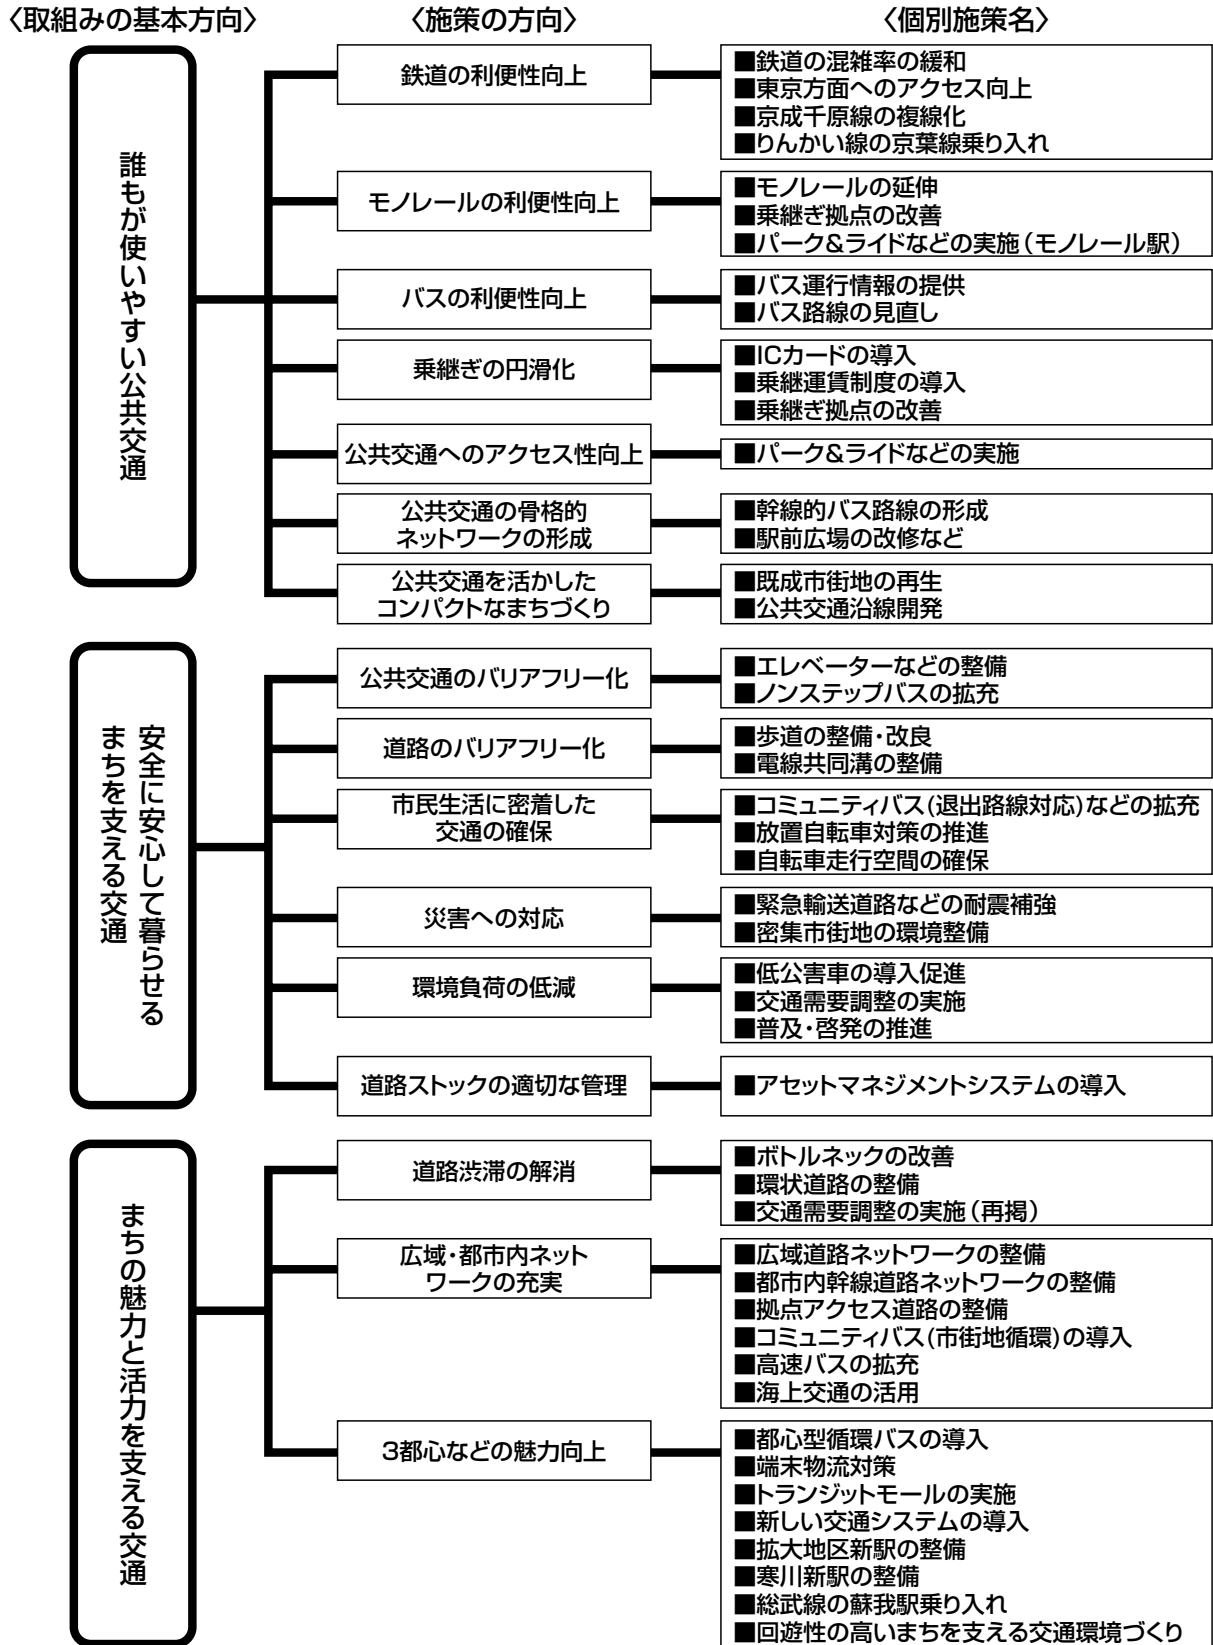 〈取組みの基本方向〉
〈施策の方向〉
〈個別施策名〉
誰もが使いやすい公共交通
鉄道の利便性向上
■鉄道の混雑率の緩和
■東京方面へのアクセス向上
■京成千原線の複線化
■りんかい線の京葉線乗り入れ
モノレールの利便性向上
■モノレールの延伸
■乗継ぎ拠点の改善
■パーク&ライドなどの実施（モノレール駅）
バスの利便性向上
■バス運行情報の提供
■バス路線の見直し
乗継ぎの円滑化
■ICカードの導入
■乗継運賃制度の導入
■乗継ぎ拠点の改善
公共交通へのアクセス性向上
■パーク&ライドなどの実施
公共交通の骨格的
ネットワークの形成
■幹線的バス路線の形成
■駅前広場の改修など
公共交通を活かした
コンパクトなまちづくり
■既成市街地の再生
■公共交通沿線開発
安全に安心して暮らせる
まちを支える交通
公共交通のバリアフリー化
■エレベーターなどの整備
■ノンステップバスの拡充
道路のバリアフリー化
■歩道の整備・改良
■電線共同溝の整備
市民生活に密着した
交通の確保
■コミュニティバス(退出路線対応)などの拡充
■放置自転車対策の推進
■自転車走行空間の確保
災害への対応
■緊急輸送道路などの耐震補強
■密集市街地の環境整備
環境負荷の低減
■低公害車の導入促進
■交通需要調整の実施
■普及・啓発の推進
道路ストックの適切な管理
■アセットマネジメントシステムの導入
まちの魅力と活力を支える交通
道路渋滞の解消
■ボトルネックの改善
■環状道路の整備
■交通需要調整の実施（再掲）
広域・都市内ネット
ワークの充実
■広域道路ネットワークの整備
■都市内幹線道路ネットワークの整備
■拠点アクセス道路の整備
■コミュニティバス(市街地循環)の導入
■高速バスの拡充
■海上交通の活用
3都心などの魅力向上
■都心型循環バスの導入
■端末物流対策
■トランジットモールの実施
■新しい交通システムの導入
■拡大地区新駅の整備
■寒川新駅の整備
■総武線の蘇我駅乗り入れ
■回遊性の高いまちを支える交通環境づくり